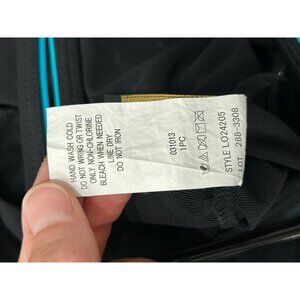 HAND WASH COLD
DO NOT WRING OR TWIST
ONLY NON-CHLORINE
BLEACH WHEN NEEDED
LINE DRY
DO NOT IRON
031013
1PC
STYLE LO24205
LOT 288-3308